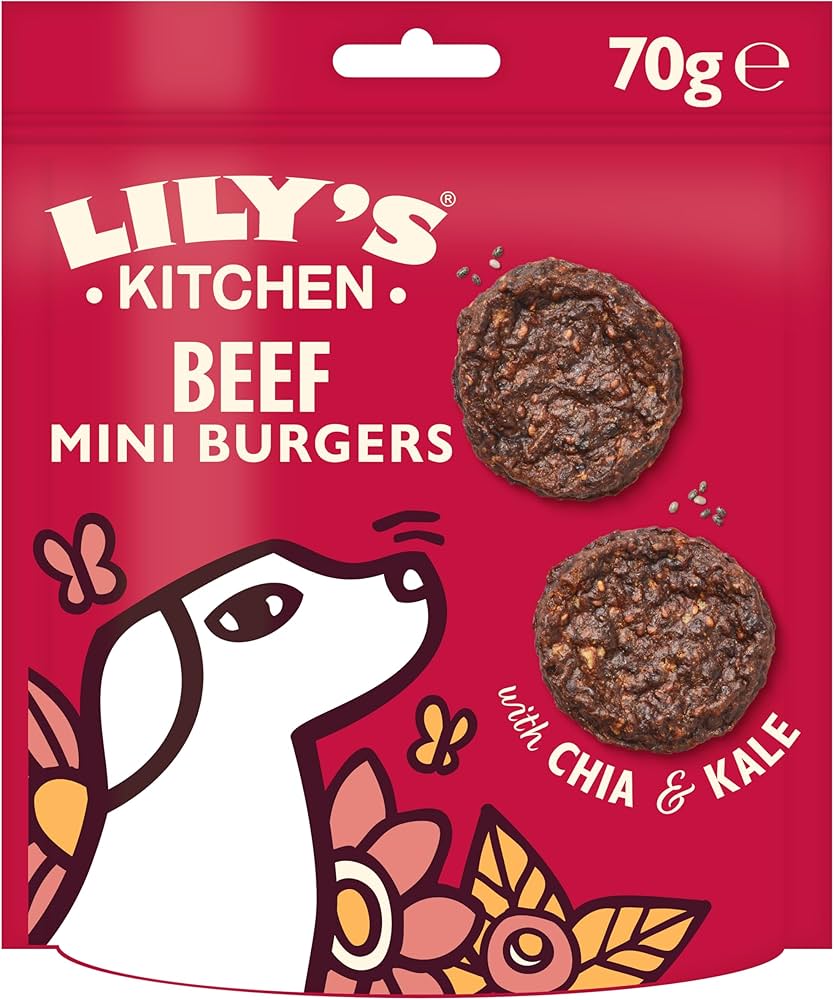 70g ℮
LILY'S®
• KITCHEN •
BEEF
MINI BURGERS
with
CHIA & KALE